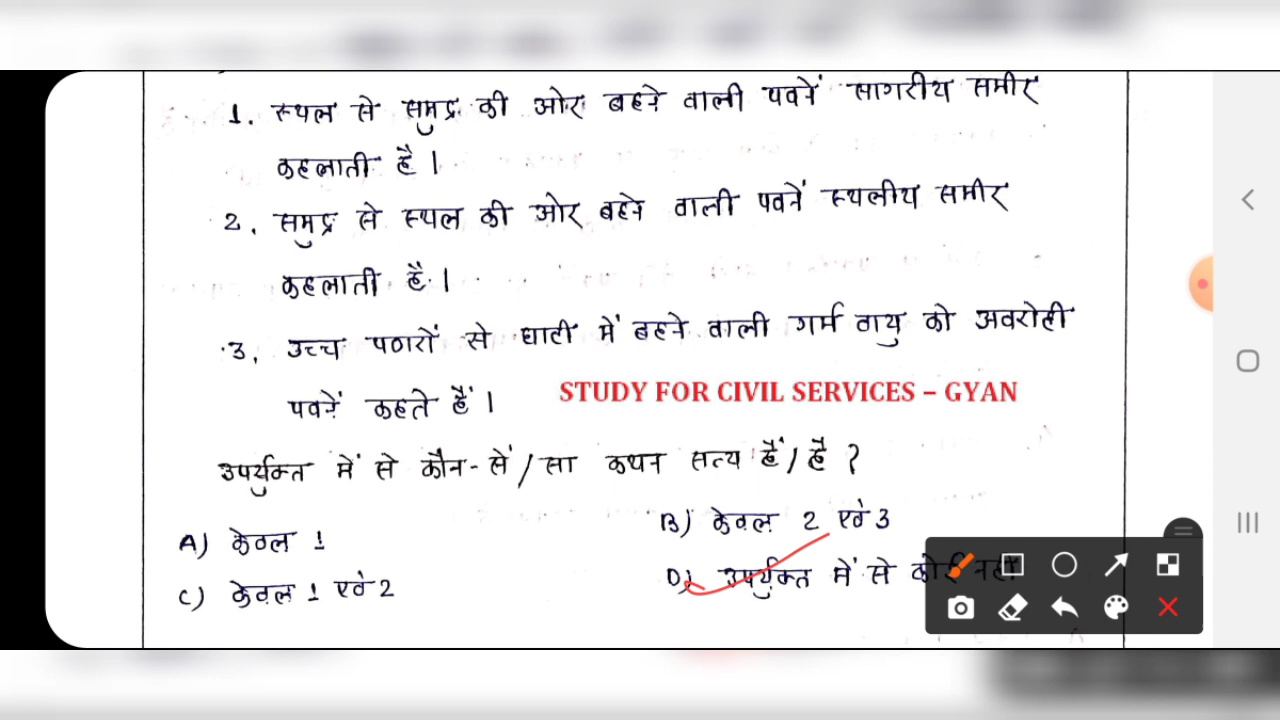 1. स्थल से समुद्र की ओर बहने वाली पवनें सागरीय समीर
कहलाती है ।
2. समुद्र से स्थल की ओर बहने वाली पवनें स्थलीय समीर
कहलाती है ।
3. उच्च पठारों से घाटी में बहने वाली गर्म वायु को अवरोही
पवनें कहते हैं ।
STUDY FOR CIVIL SERVICES – GYAN
उपर्युक्त में से कौन-से/सा कथन सत्य हैं/है ?
A) केवल 1
B) केवल 2 एवं 3
C) केवल 1 एवं 2
D) उपर्युक्त में से कोई नहीं